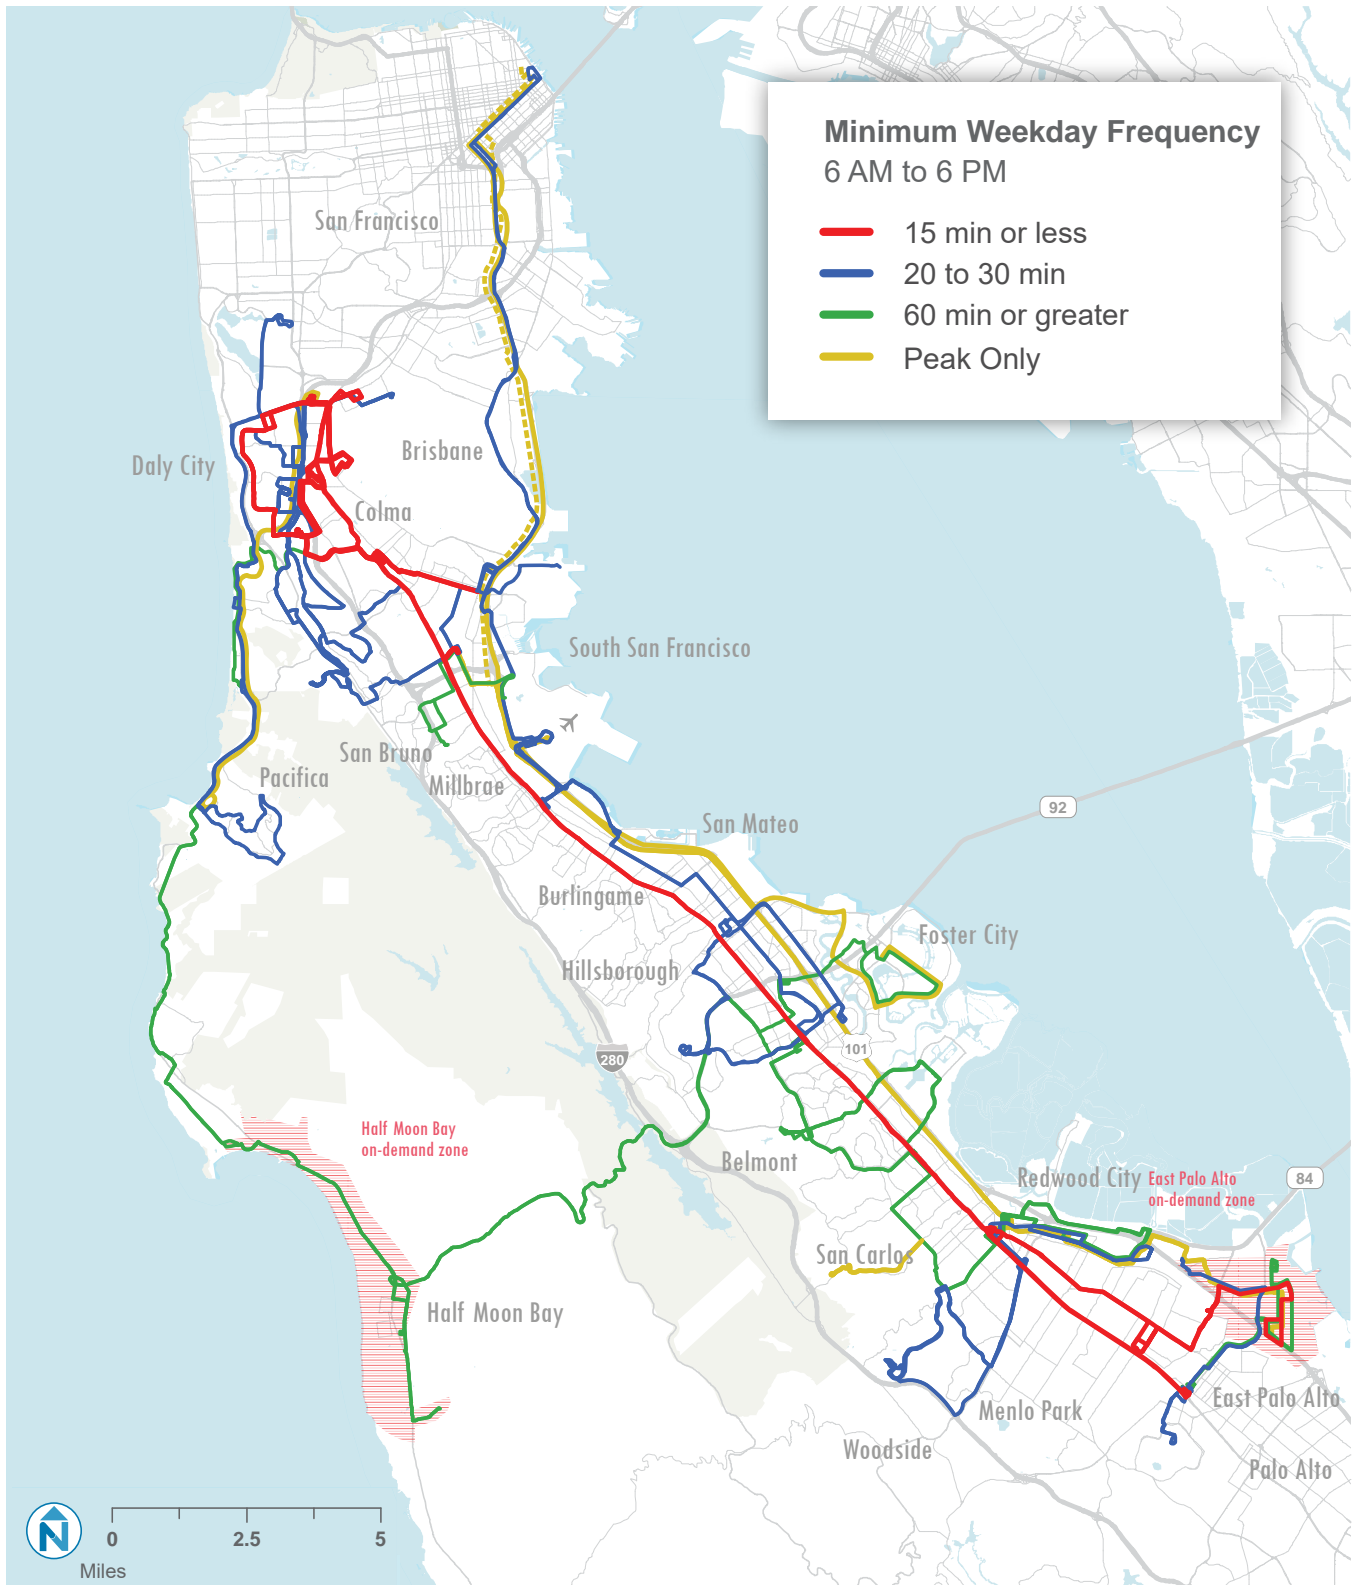 Minimum Weekday Frequency
6 AM to 6 PM
15 min or less
20 to 30 min
60 min or greater
Peak Only
San Francisco
Daly City
Brisbane
Colma
South San Francisco
San Bruno
Pacifica
Millbrae
92
San Mateo
Burlingame
Foster City
Hillsborough
101
280
Half Moon Bay
on-demand zone
Belmont
Redwood City
East Palo Alto
on-demand zone
84
San Carlos
Half Moon Bay
East Palo Alto
Menlo Park
Woodside
Palo Alto
N
0
2.5
5
Miles